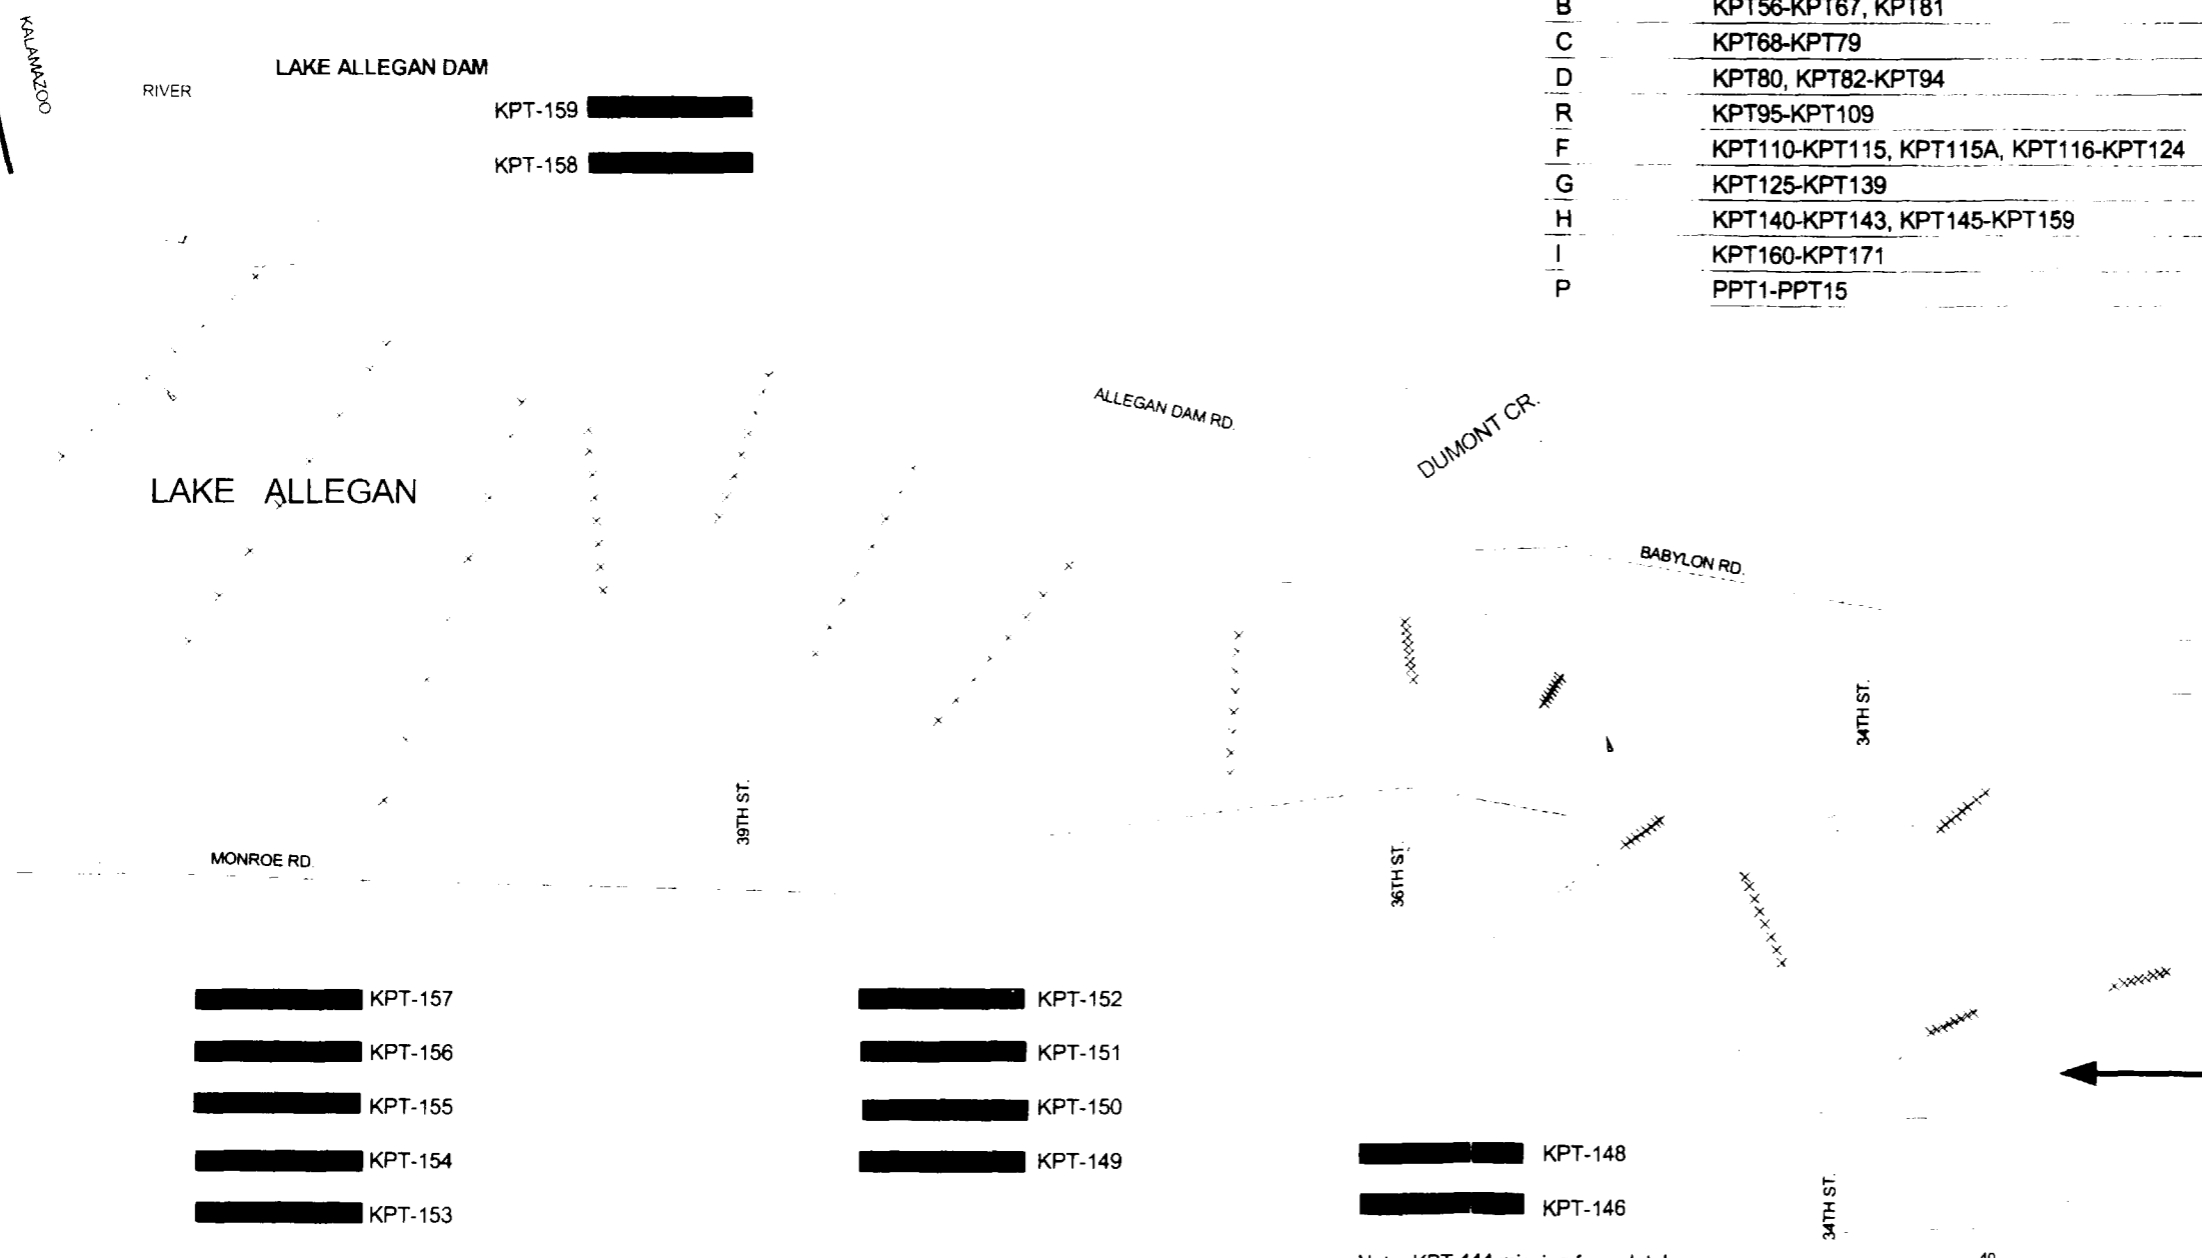 B KPT56-KPT67, KPT81
C KPT68-KPT79
D KPT80, KPT82-KPT94
R KPT95-KPT109
F KPT110-KPT115, KPT115A, KPT116-KPT124
G KPT125-KPT139
H KPT140-KPT143, KPT145-KPT159
I KPT160-KPT171
P PPT1-PPT15
KALAMAZOO
RIVER
LAKE ALLEGAN DAM
KPT-159
KPT-158
ALLEGAN DAM RD.
DUMONT CR.
LAKE ALLEGAN
BABYLON RD.
34TH ST.
39TH ST.
36TH ST.
MONROE RD.
KPT-157
KPT-156
KPT-155
KPT-154
KPT-153
KPT-152
KPT-151
KPT-150
KPT-149
KPT-148
KPT-146
34TH ST.